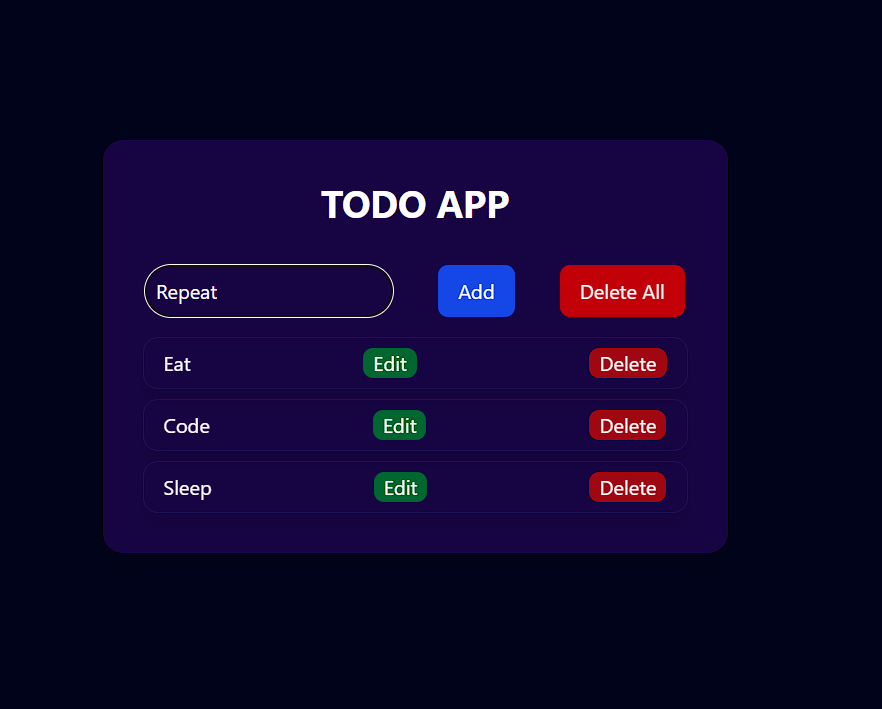 TODO APP
Repeat Add Delete All
Eat Edit Delete
Code Edit Delete
Sleep Edit Delete